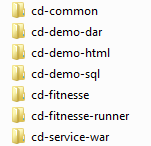 cd-common
cd-demo-dar
cd-demo-html
cd-demo-sql
cd-fitnesse
cd-fitnesse-runner
cd-service-war